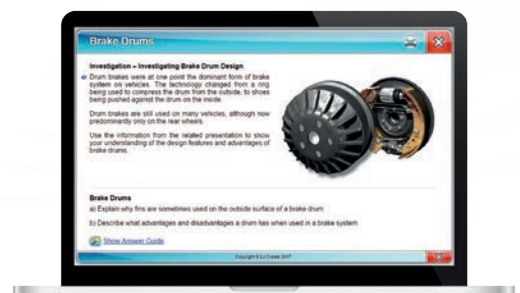 Brake Drums
Investigation – Investigating Brake Drum Design
Drum brakes were at one point the dominant form of brake
system on vehicles. The technology changed from a ring
being used to compress the drum from the outside, to shoes
being pushed against the drum on the inside.
Drum brakes are still used on many vehicles, although now
predominantly only on the rear wheels.
Use the information from the related presentation to show
your understanding of the design features and advantages of
brake drums.
Brake Drums
a) Explain why fins are sometimes used on the outside surface of a brake drum
b) Describe what advantages and disadvantages a drum has when used in a brake system
Show Answer Guide
Copyright © LJ Create 2017